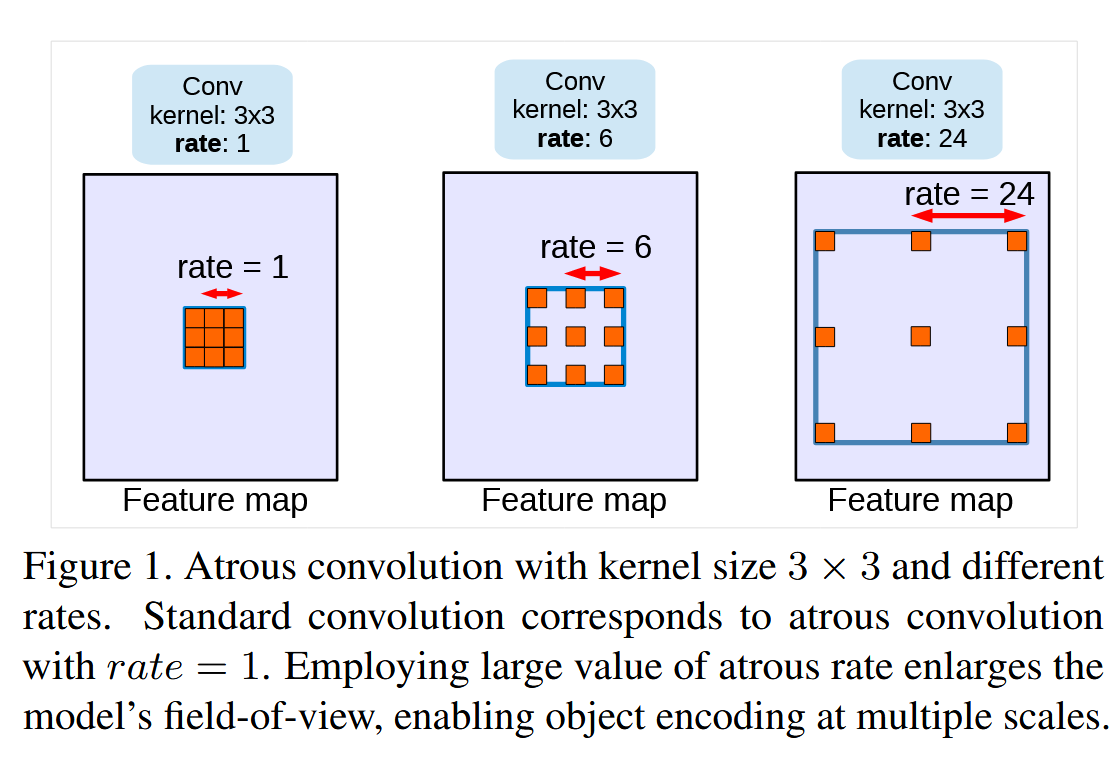 Conv
kernel: 3x3
rate: 1
Conv
kernel: 3x3
rate: 6
Conv
kernel: 3x3
rate: 24
rate = 1
rate = 6
rate = 24
Feature map
Feature map
Feature map
Figure 1. Atrous convolution with kernel size 3 × 3 and different
rates. Standard convolution corresponds to atrous convolution
with rate = 1. Employing large value of atrous rate enlarges the
model’s field-of-view, enabling object encoding at multiple scales.